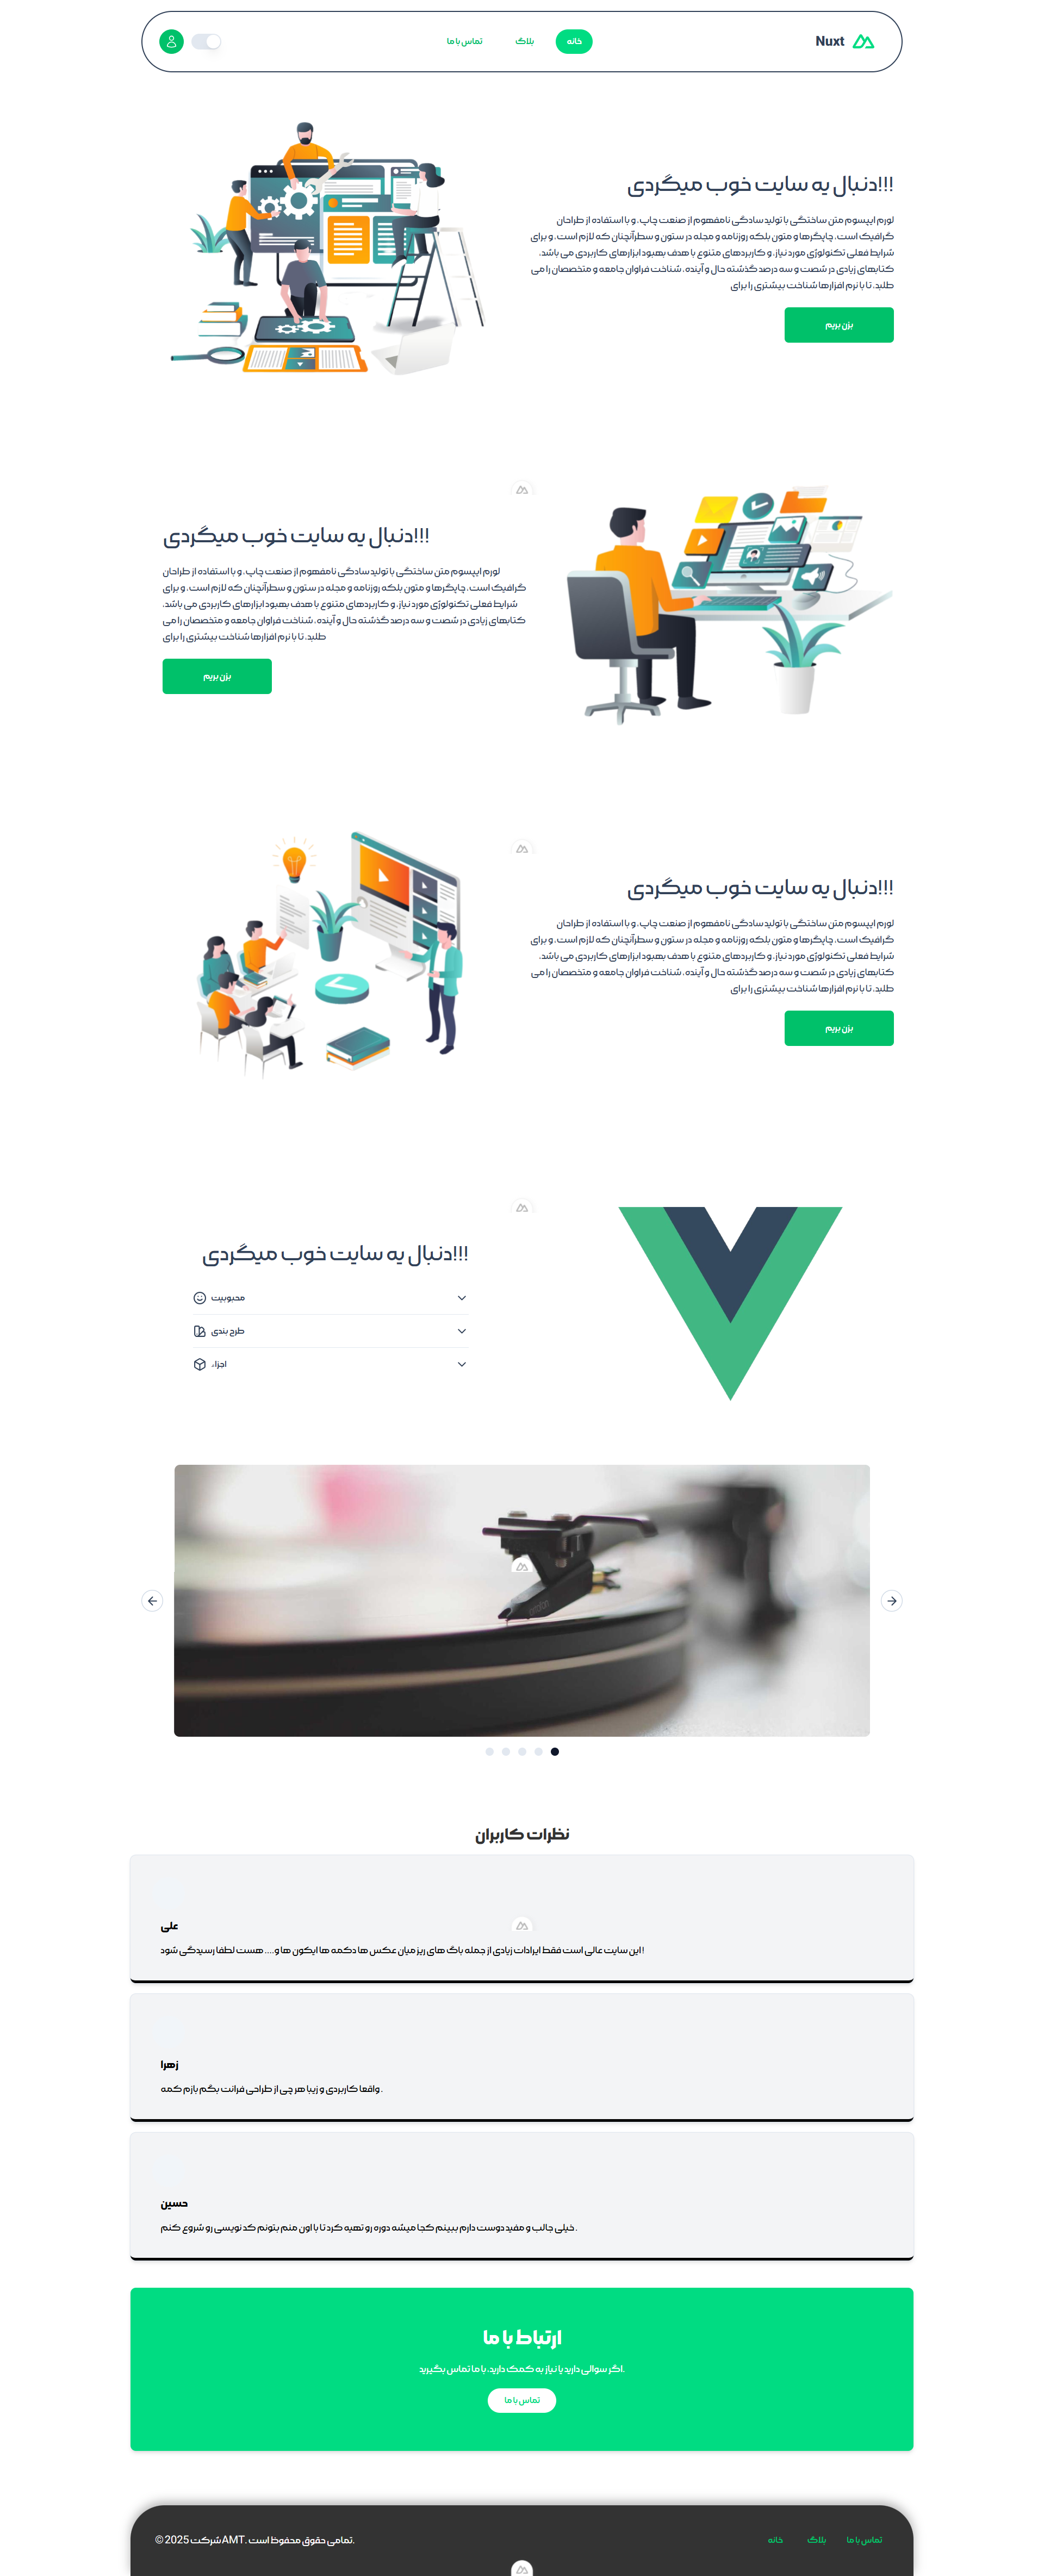 Nuxt
خانه
بلاگ
تماس با ما
دنبال یه سایت خوب میگردی!!!
لورم ایپسوم متن ساختگی با تولید سادگی نامفهوم از صنعت چاپ، و با استفاده از طراحان
گرافیک است، چاپگرها و متون بلکه روزنامه و مجله در ستون و سطرآنچنان که لازم است، و برای
شرایط فعلی تکنولوژی مورد نیاز، و کاربردهای متنوع با هدف بهبود ابزارهای کاربردی می باشد،
کتابهای زیادی در شصت و سه درصد گذشته حال و آینده، شناخت فراوان جامعه و متخصصان را می
طلبد، تا با نرم افزارها شناخت بیشتری را برای
بزن بریم
دنبال یه سایت خوب میگردی!!!
لورم ایپسوم متن ساختگی با تولید سادگی نامفهوم از صنعت چاپ، و با استفاده از طراحان
گرافیک است، چاپگرها و متون بلکه روزنامه و مجله در ستون و سطرآنچنان که لازم است، و برای
شرایط فعلی تکنولوژی مورد نیاز، و کاربردهای متنوع با هدف بهبود ابزارهای کاربردی می باشد،
کتابهای زیادی در شصت و سه درصد گذشته حال و آینده، شناخت فراوان جامعه و متخصصان را می
طلبد، تا با نرم افزارها شناخت بیشتری را برای
بزن بریم
دنبال یه سایت خوب میگردی!!!
لورم ایپسوم متن ساختگی با تولید سادگی نامفهوم از صنعت چاپ، و با استفاده از طراحان
گرافیک است، چاپگرها و متون بلکه روزنامه و مجله در ستون و سطرآنچنان که لازم است، و برای
شرایط فعلی تکنولوژی مورد نیاز، و کاربردهای متنوع با هدف بهبود ابزارهای کاربردی می باشد،
کتابهای زیادی در شصت و سه درصد گذشته حال و آینده، شناخت فراوان جامعه و متخصصان را می
طلبد، تا با نرم افزارها شناخت بیشتری را برای
بزن بریم
دنبال یه سایت خوب میگردی!!!
محبوبیت
طرح بندی
اجزاء
ortofon
نظرات کاربران
علی
این سایت عالی است فقط ایرادات زیادی از جمله باگ های ریز میان عکس ها دکمه ها ایکون ها و.... هست لطفا رسیدگی شود!
زهرا
واقعا کاربردی و زیبا هر چی از طراحی فرانت بگم بازم کمه.
حسین
خیلی جالب و مفید دوست دارم ببینم کجا میشه دوره رو تهیه کرد تا با اون منم بتونم کد نویسی رو شروع کنم.
ارتباط با ما
اگر سوالی دارید یا نیاز به کمک دارید، با ما تماس بگیرید.
تماس با ما
تماس با ما
بلاگ
خانه
© 2025 شرکت AMT. تمامی حقوق محفوظ است.